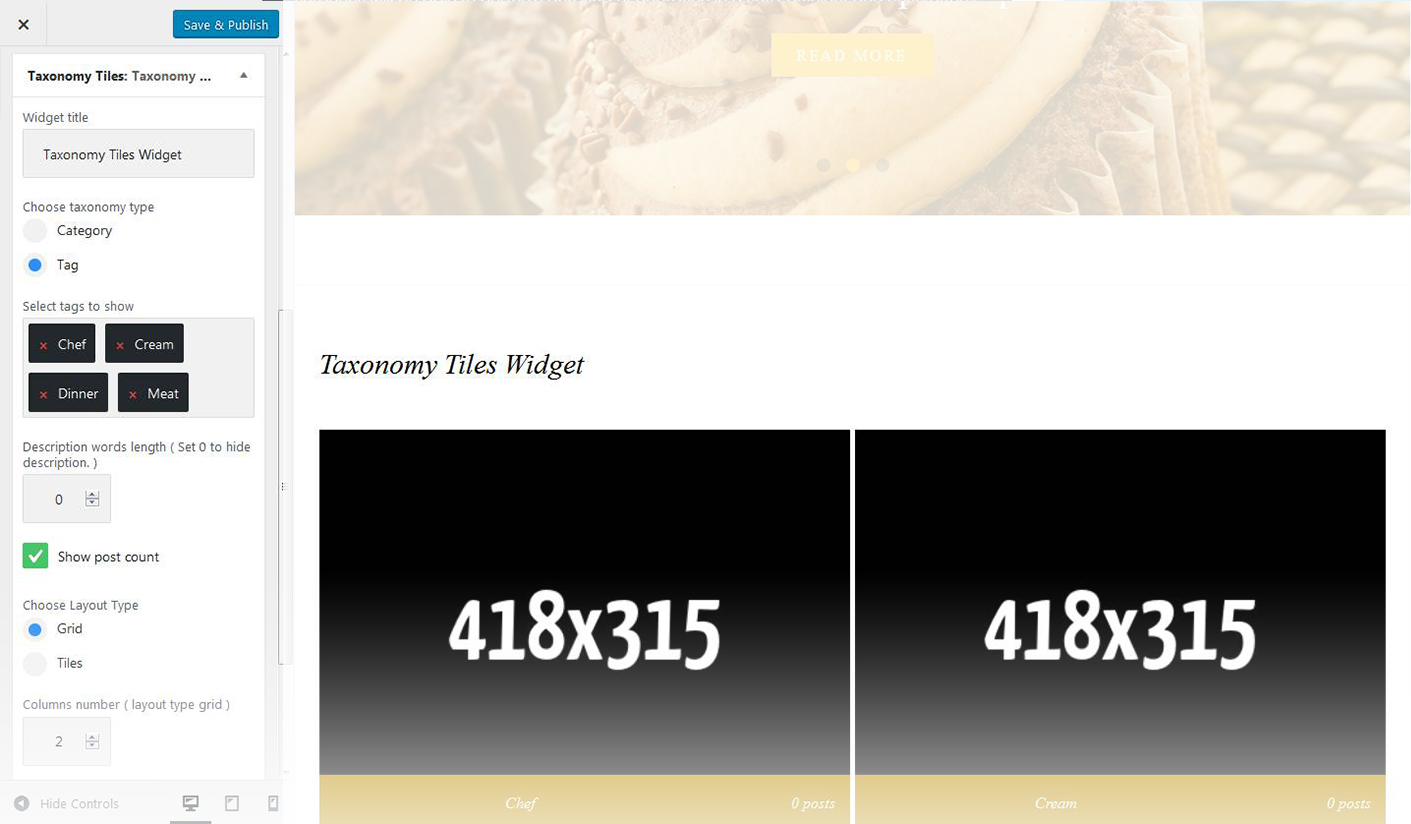 Save & Publish
Taxonomy Tiles: Taxonomy ...
Widget title
Taxonomy Tiles Widget
Choose taxonomy type
Category
Tag
Select tags to show
× Chef × Cream
× Dinner × Meat
Description words length ( Set 0 to hide
description. )
0
Show post count
Choose Layout Type
Grid
Tiles
Columns number ( layout type grid )
2
Hide Controls
READ MORE
Taxonomy Tiles Widget
418x315 418x315
Chef 0 posts Cream 0 posts